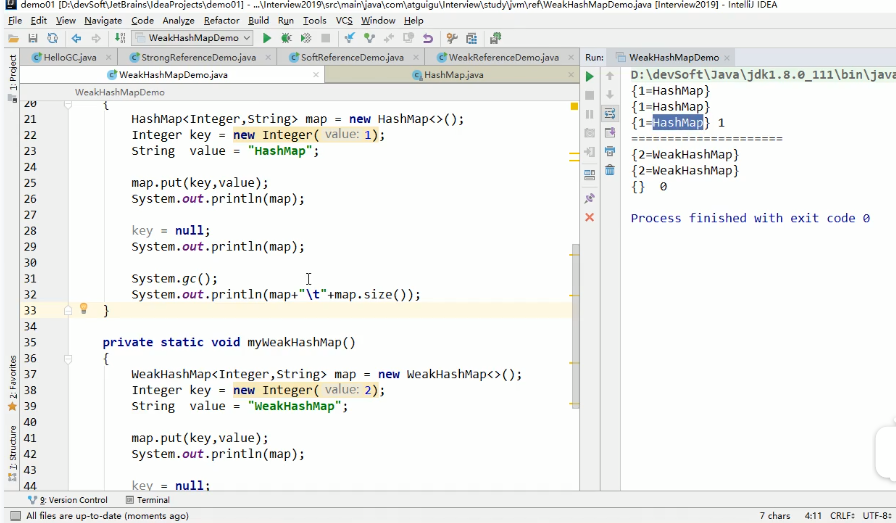 demo01 [D:\devSoft\JetBrains\IdeaProjects\demo01] - ...\Interview2019\src\main\java\com\atguigu\Interview\study\jvm\ref\WeakHashMapDemo.java [Interview2019] - IntelliJ IDEA
File Edit View Navigate Code Analyze Refactor Build Run Tools VCS Window Help
WeakHashMapDemo
HelloGC.java StrongReferenceDemo.java SoftReferenceDemo.java WeakReferenceDemo.java Run: WeakHashMapDemo
WeakHashMapDemo.java HashMap.java
WeakHashMapDemo
1: Project
2: Favorites
7: Structure
20 {
21 HashMap<Integer,String> map = new HashMap<>();
22 Integer key = new Integer( value: 1);
23 String value = "HashMap";
24
25 map.put(key,value);
26 System.out.println(map);
27
28 key = null;
29 System.out.println(map);
30
31 System.gc();
32 System.out.println(map+"\t"+map.size());
33 }
34
35 private static void myWeakHashMap()
36 {
37 WeakHashMap<Integer,String> map = new WeakHashMap<>();
38 Integer key = new Integer( value: 2);
39 String value = "WeakHashMap";
40
41 map.put(key,value);
42 System.out.println(map);
43
44 key = null;
D:\devSoft\Java\jdk1.8.0_111\bin\java
{1=HashMap}
{1=HashMap}
{1=HashMap} 1
=====================
{2=WeakHashMap}
{2=WeakHashMap}
{} 0
Process finished with exit code 0
9: Version Control Terminal
All files are up-to-date (moments ago) 7 chars 4:11 CRLF UTF-8